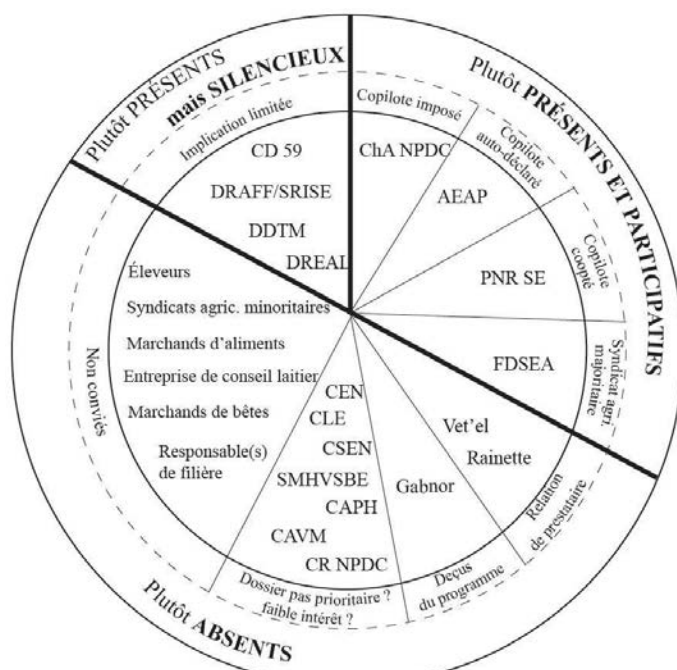 Plutôt PRÉSENTS
mais SILENCIEUX
Implication limitée
CD 59
DRAFF/SRISE
DDTM
DREAL
Plutôt PRÉSENTS ET PARTICIPATIFS
Copilote imposé
ChA NPDC
Copilote
auto-déclaré
AEAP
Copilote
coopté
PNR SE
Syndicat agri.
majoritaire
FDSEA
Plutôt ABSENTS
Relation
de prestataire
Vet'el
Rainette
Deçus
du programme
Gabnor
Dossier pas prioritaire ?
faible intérêt ?
CEN
CLE
CSEN
SMHVSBE
CAPH
CAVM
CR NPDC
Non conviés
Éleveurs
Syndicats agric. minoritaires
Marchands d'aliments
Entreprise de conseil laitier
Marchands de bêtes
Responsable(s)
de filière